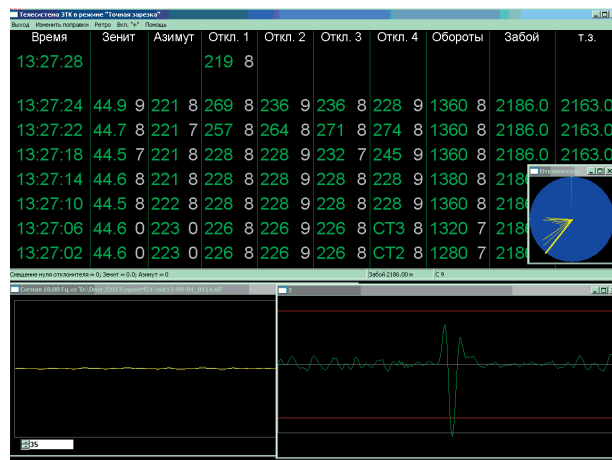 Телесистема ЗТК в режиме "Точная зарезка"
Выход Изменить поправки Ретро Вкл. "+" Помощь
Время Зенит Азимут Откл. 1 Откл. 2 Откл. 3 Откл. 4 Обороты Забой т.з.
13:27:28 219 8
13:27:24 44.9 9 221 8 269 8 236 9 236 8 228 9 1360 8 2186.0 2163.0
13:27:22 44.7 8 221 7 257 8 264 8 271 8 274 8 1360 8 2186.0 2163.0
13:27:18 44.5 7 221 8 228 8 228 9 232 7 245 9 1360 8 2186.0 2163.0
13:27:14 44.6 8 221 8 228 8 228 9 228 8 228 9 1380 8 218
Отклонитель
13:27:10 44.5 8 222 8 228 8 228 9 228 8 228 9 1380 8 218
13:27:06 44.6 0 223 0 226 8 226 9 226 8 СТ3 8 1320 7 218
13:27:02 44.6 0 223 0 226 8 226 9 226 8 СТ2 8 1280 7 218
Смещение нуля отклонителя = 0; Зенит = 0.0; Азимут = 0 Забой 2186.00 м С 9
Сигнал 10.00 Гц из 7
35